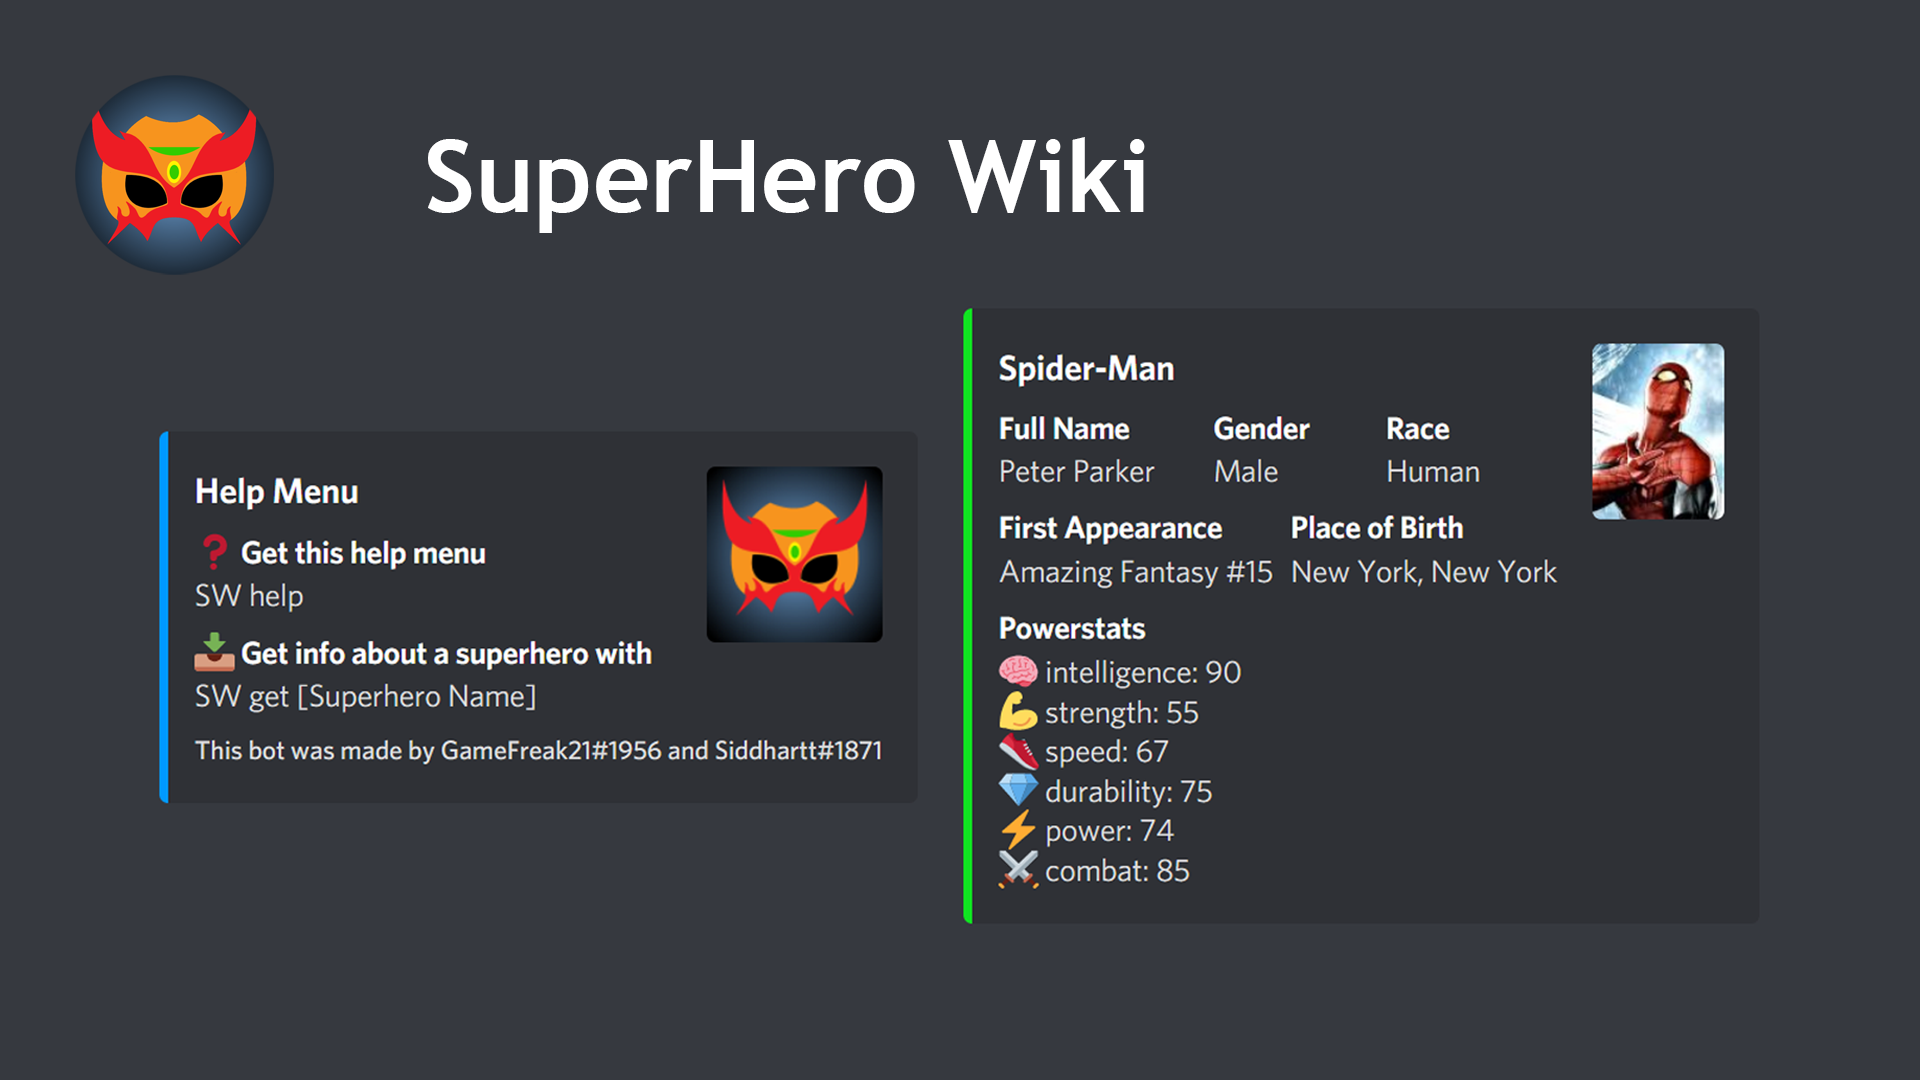 SuperHero Wiki
Help Menu
❓ Get this help menu
SW help
📥 Get info about a superhero with
SW get [Superhero Name]
This bot was made by GameFreak21#1956 and Siddhartt#1871
Spider-Man
Full Name Gender Race
Peter Parker Male Human
First Appearance Place of Birth
Amazing Fantasy #15 New York, New York
Powerstats
🧠 intelligence: 90
💪 strength: 55
👟 speed: 67
💎 durability: 75
⚡ power: 74
⚔️ combat: 85